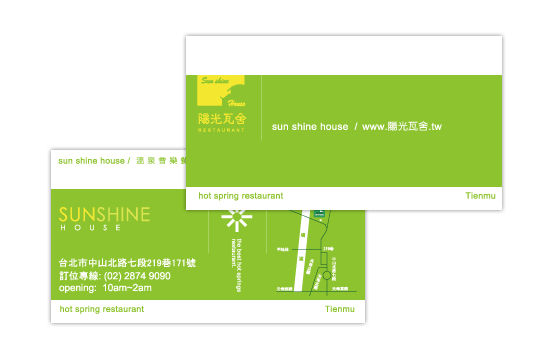 Sun shine
House
陽光瓦舍
RESTAURANT
sun shine house / www.陽光瓦舍.tw
hot spring restaurant Tienmu
sun shine house / 湯泉音樂
SUNSHINE
HOUSE
the best hot springs
restaurant.
台北市中山北路七段219巷171號
訂位專線: (02) 2874 9090
opening: 10am~2am
hot spring restaurant Tienmu